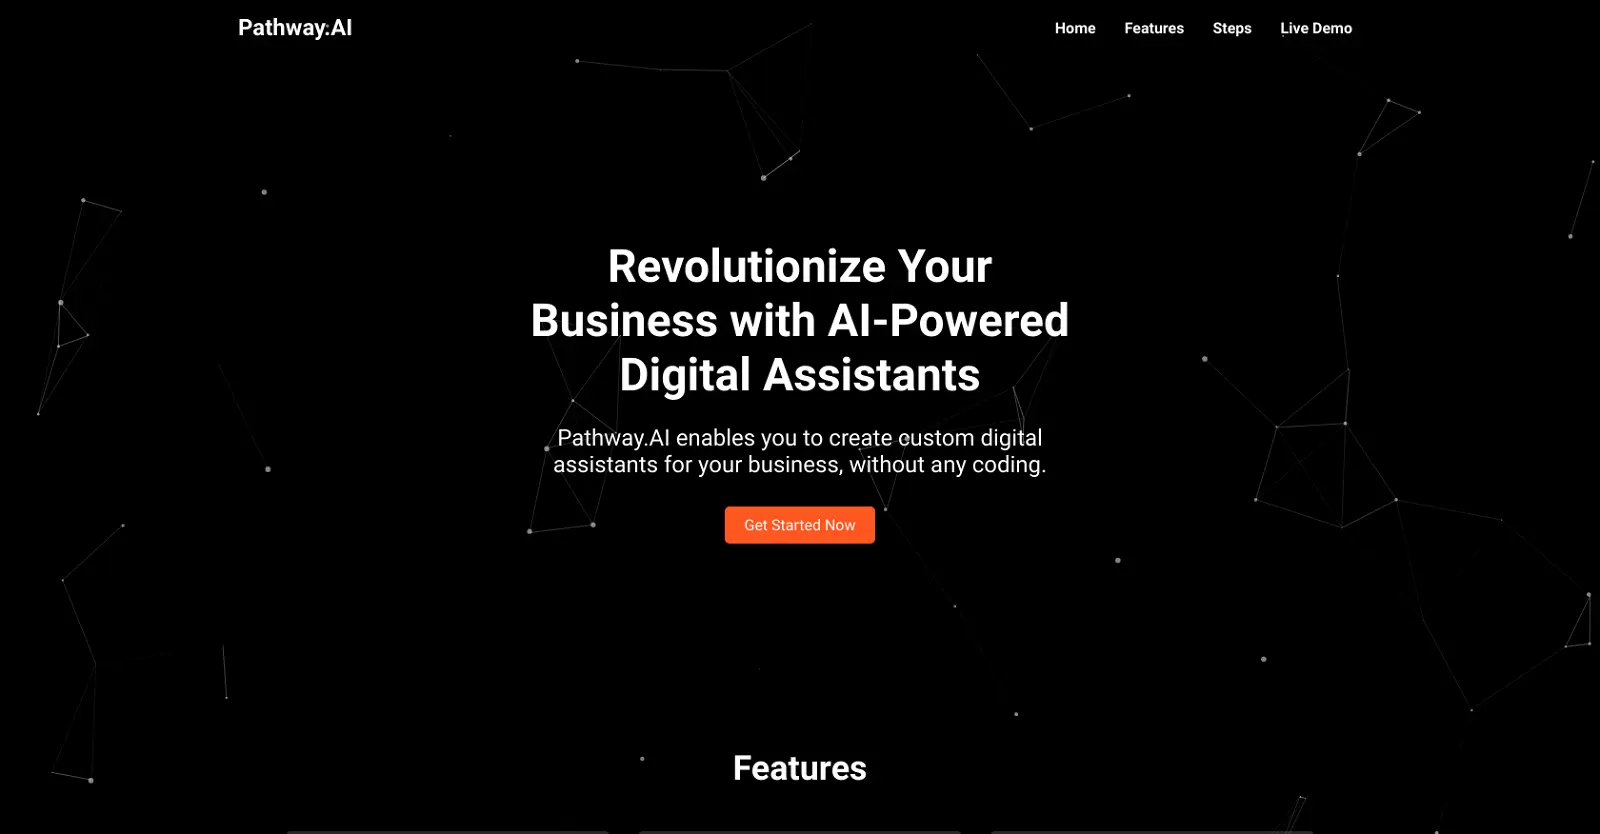 Pathway.AI
Home
Features
Steps
Live Demo
Revolutionize Your
Business with AI-Powered
Digital Assistants
Pathway.AI enables you to create custom digital
assistants for your business, without any coding.
Get Started Now
Features